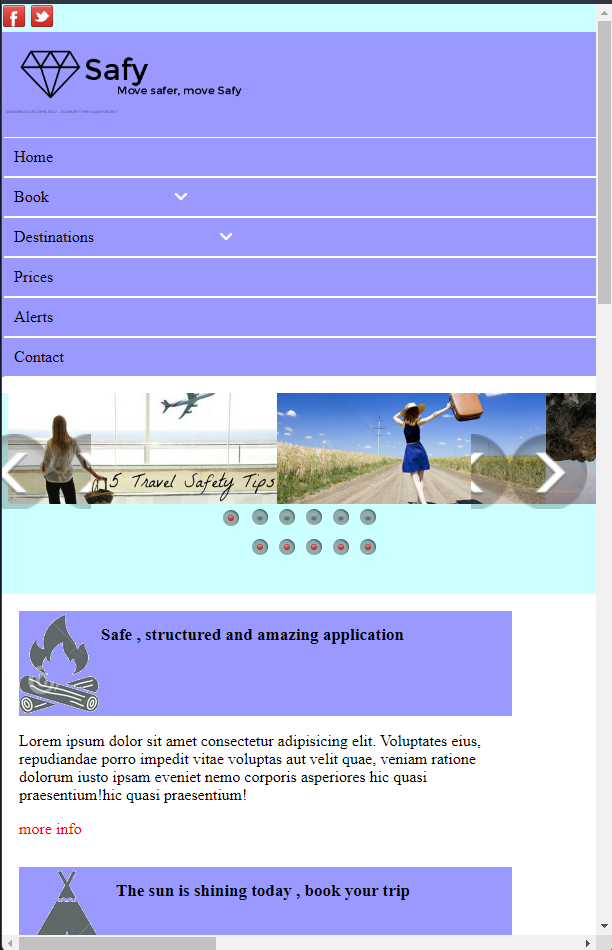 Safy
Move safer, move Safy
Home
Book
Destinations
Prices
Alerts
Contact
5 Travel Safety Tips
Safe , structured and amazing application
Lorem ipsum dolor sit amet consectetur adipisicing elit. Voluptates eius,
repudiandae porro impedit vitae voluptas aut velit quae, veniam ratione
dolorum iusto ipsam eveniet nemo corporis asperiores hic quasi
praesentium!hic quasi praesentium!
more info
The sun is shining today , book your trip